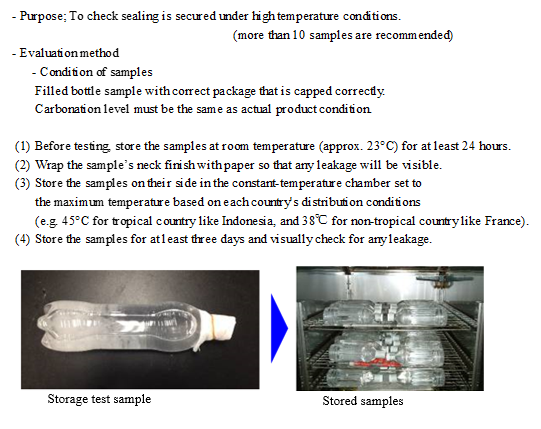 - Purpose; To check sealing is secured under high temperature conditions.
(more than 10 samples are recommended)
- Evaluation method
- Condition of samples
Filled bottle sample with correct package that is capped correctly.
Carbonation level must be the same as actual product condition.
(1) Before testing, store the samples at room temperature (approx. 23°C) for at least 24 hours.
(2) Wrap the sample's neck finish with paper so that any leakage will be visible.
(3) Store the samples on their side in the constant-temperature chamber set to
the maximum temperature based on each country's distribution conditions
(e.g. 45°C for tropical country like Indonesia, and 38℃ for non-tropical country like France).
(4) Store the samples for at least three days and visually check for any leakage.
Storage test sample
Stored samples